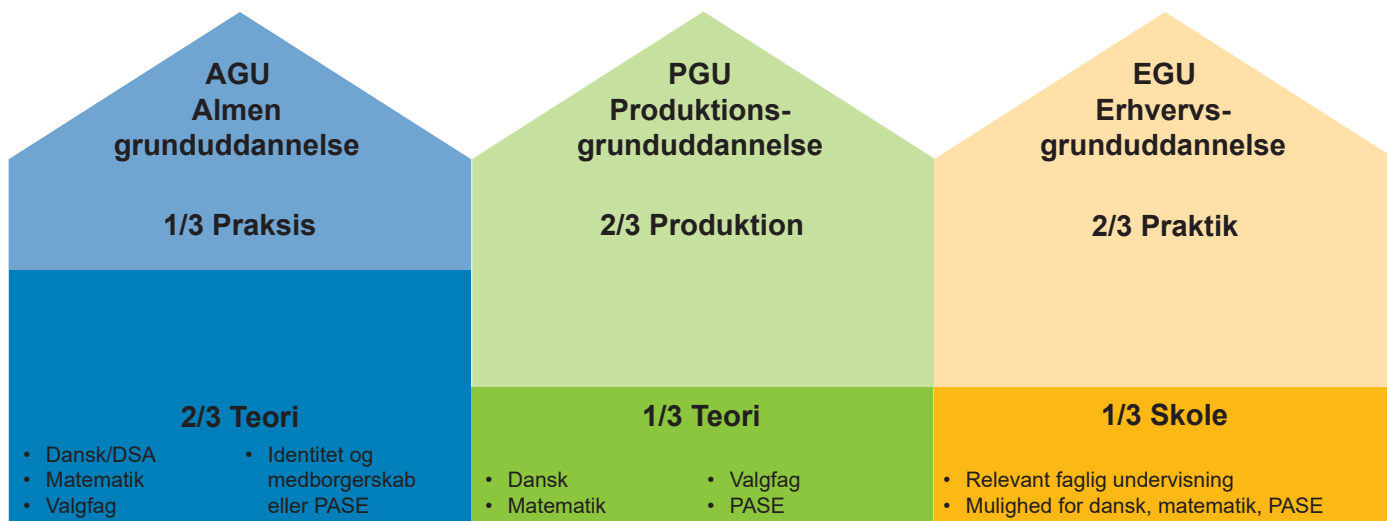 AGU
Almen
grunduddannelse
1/3 Praksis
2/3 Teori
• Dansk/DSA
• Matematik
• Valgfag
• Identitet og
medborgerskab
eller PASE
PGU
Produktions-
grunduddannelse
2/3 Produktion
1/3 Teori
• Dansk
• Matematik
• Valgfag
• PASE
EGU
Erhvervs-
grunduddannelse
2/3 Praktik
1/3 Skole
• Relevant faglig undervisning
• Mulighed for dansk, matematik, PASE